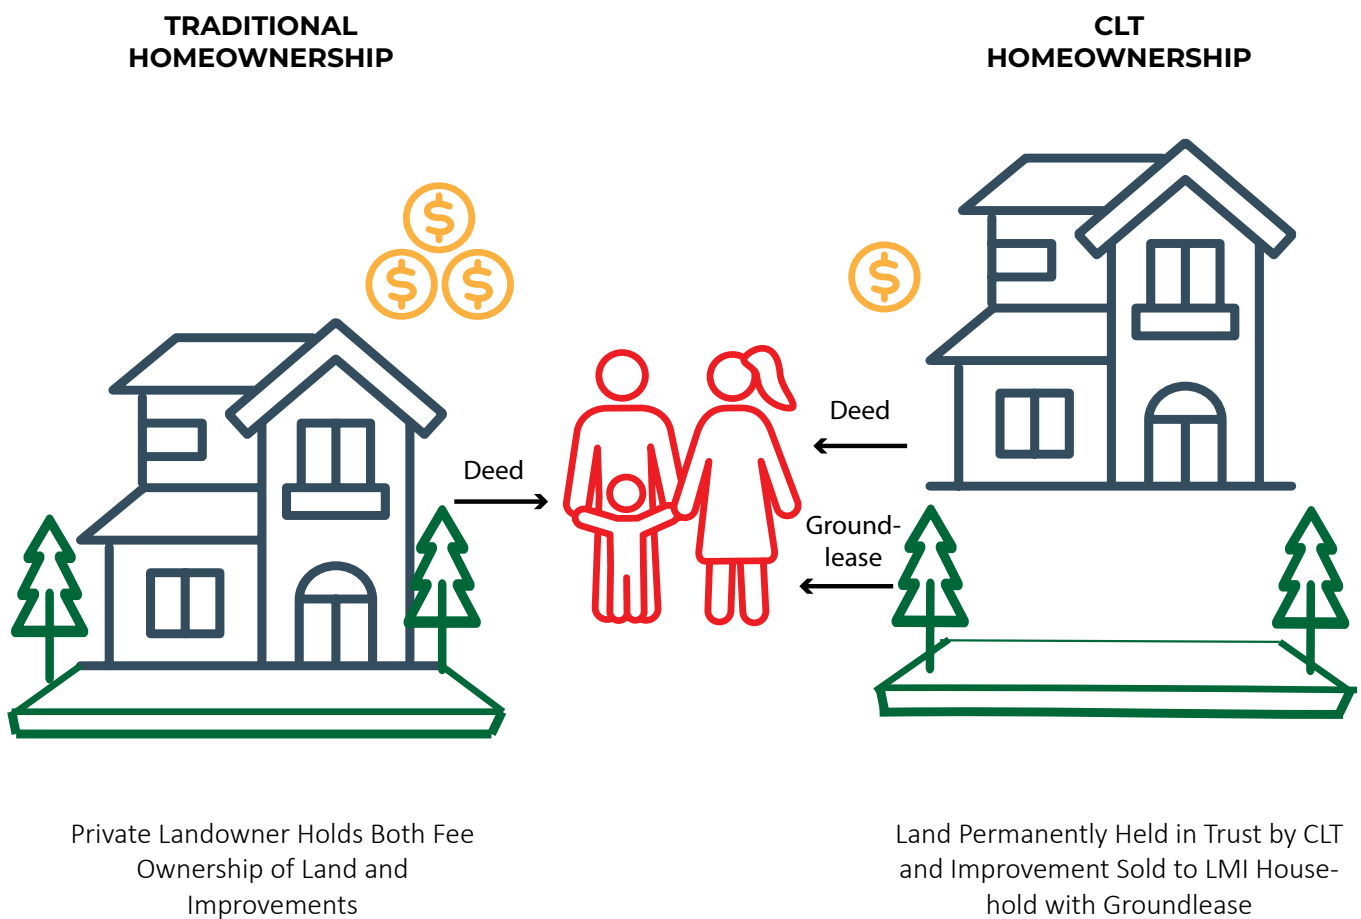 TRADITIONAL
HOMEOWNERSHIP
CLT
HOMEOWNERSHIP
$
$
$
$
Deed
Deed
Ground-
lease
Private Landowner Holds Both Fee
Ownership of Land and
Improvements
Land Permanently Held in Trust by CLT
and Improvement Sold to LMI House-
hold with Groundlease